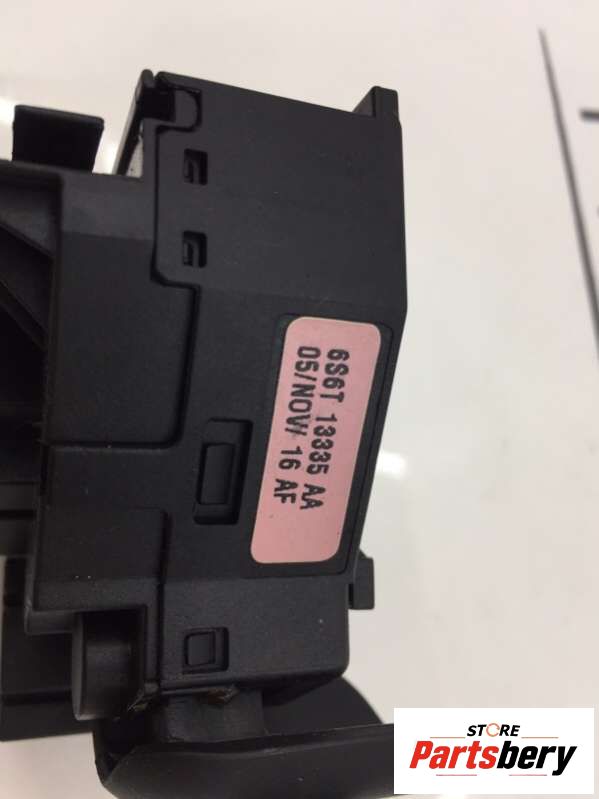 6S6T 13335 AA
05/NOV/ 16 AF
STORE
Partsbery